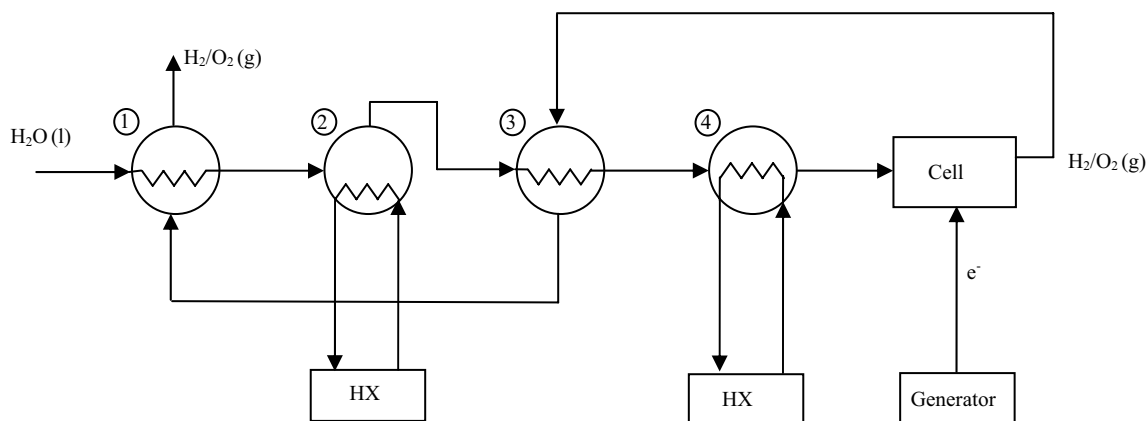 H₂/O₂ (g)
H₂O (l)
1
2
3
4
Cell
H₂/O₂ (g)
e⁻
HX
HX
Generator